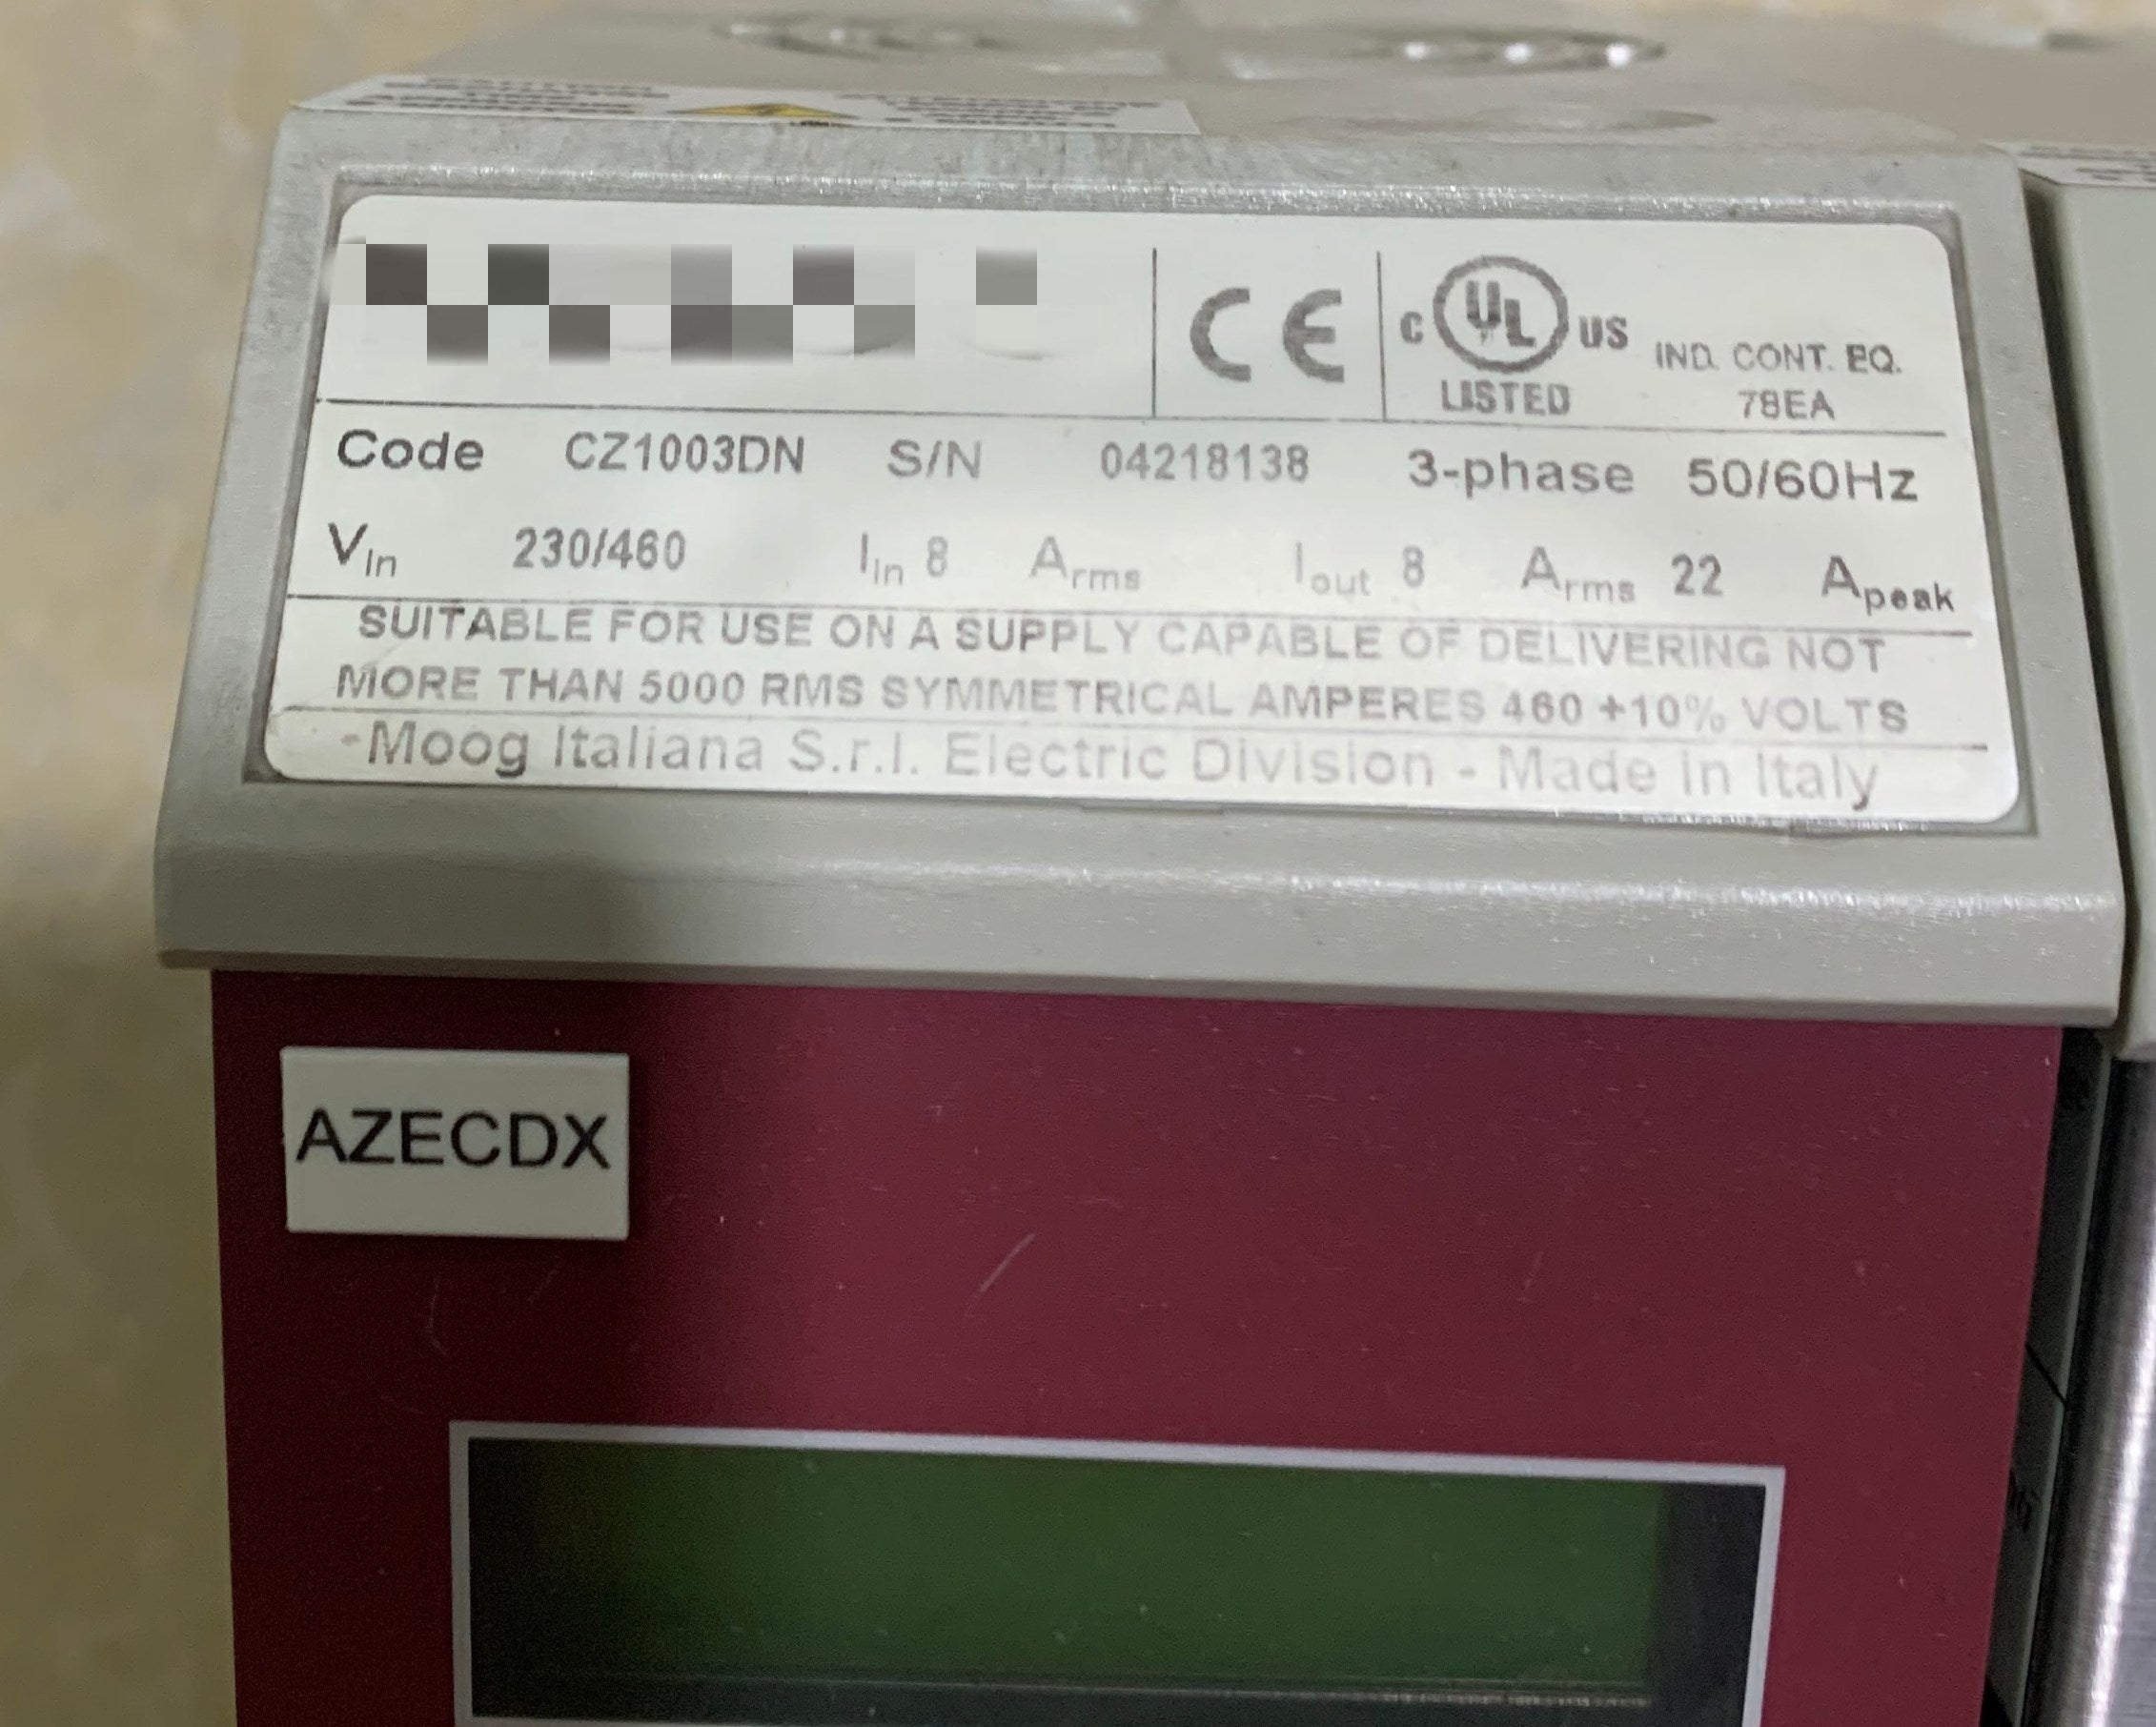 CE
C UL US IND. CONT. EQ.
LISTED 78EA
Code CZ1003DN S/N 04218138 3-phase 50/60Hz
VIn 230/460 IIn 8 Arms Iout 8 Arms 22 Apeak
SUITABLE FOR USE ON A SUPPLY CAPABLE OF DELIVERING NOT
MORE THAN 5000 RMS SYMMETRICAL AMPERES 460 +10% VOLTS
-Moog Italiana S.r.l. Electric Division - Made in Italy
AZECDX